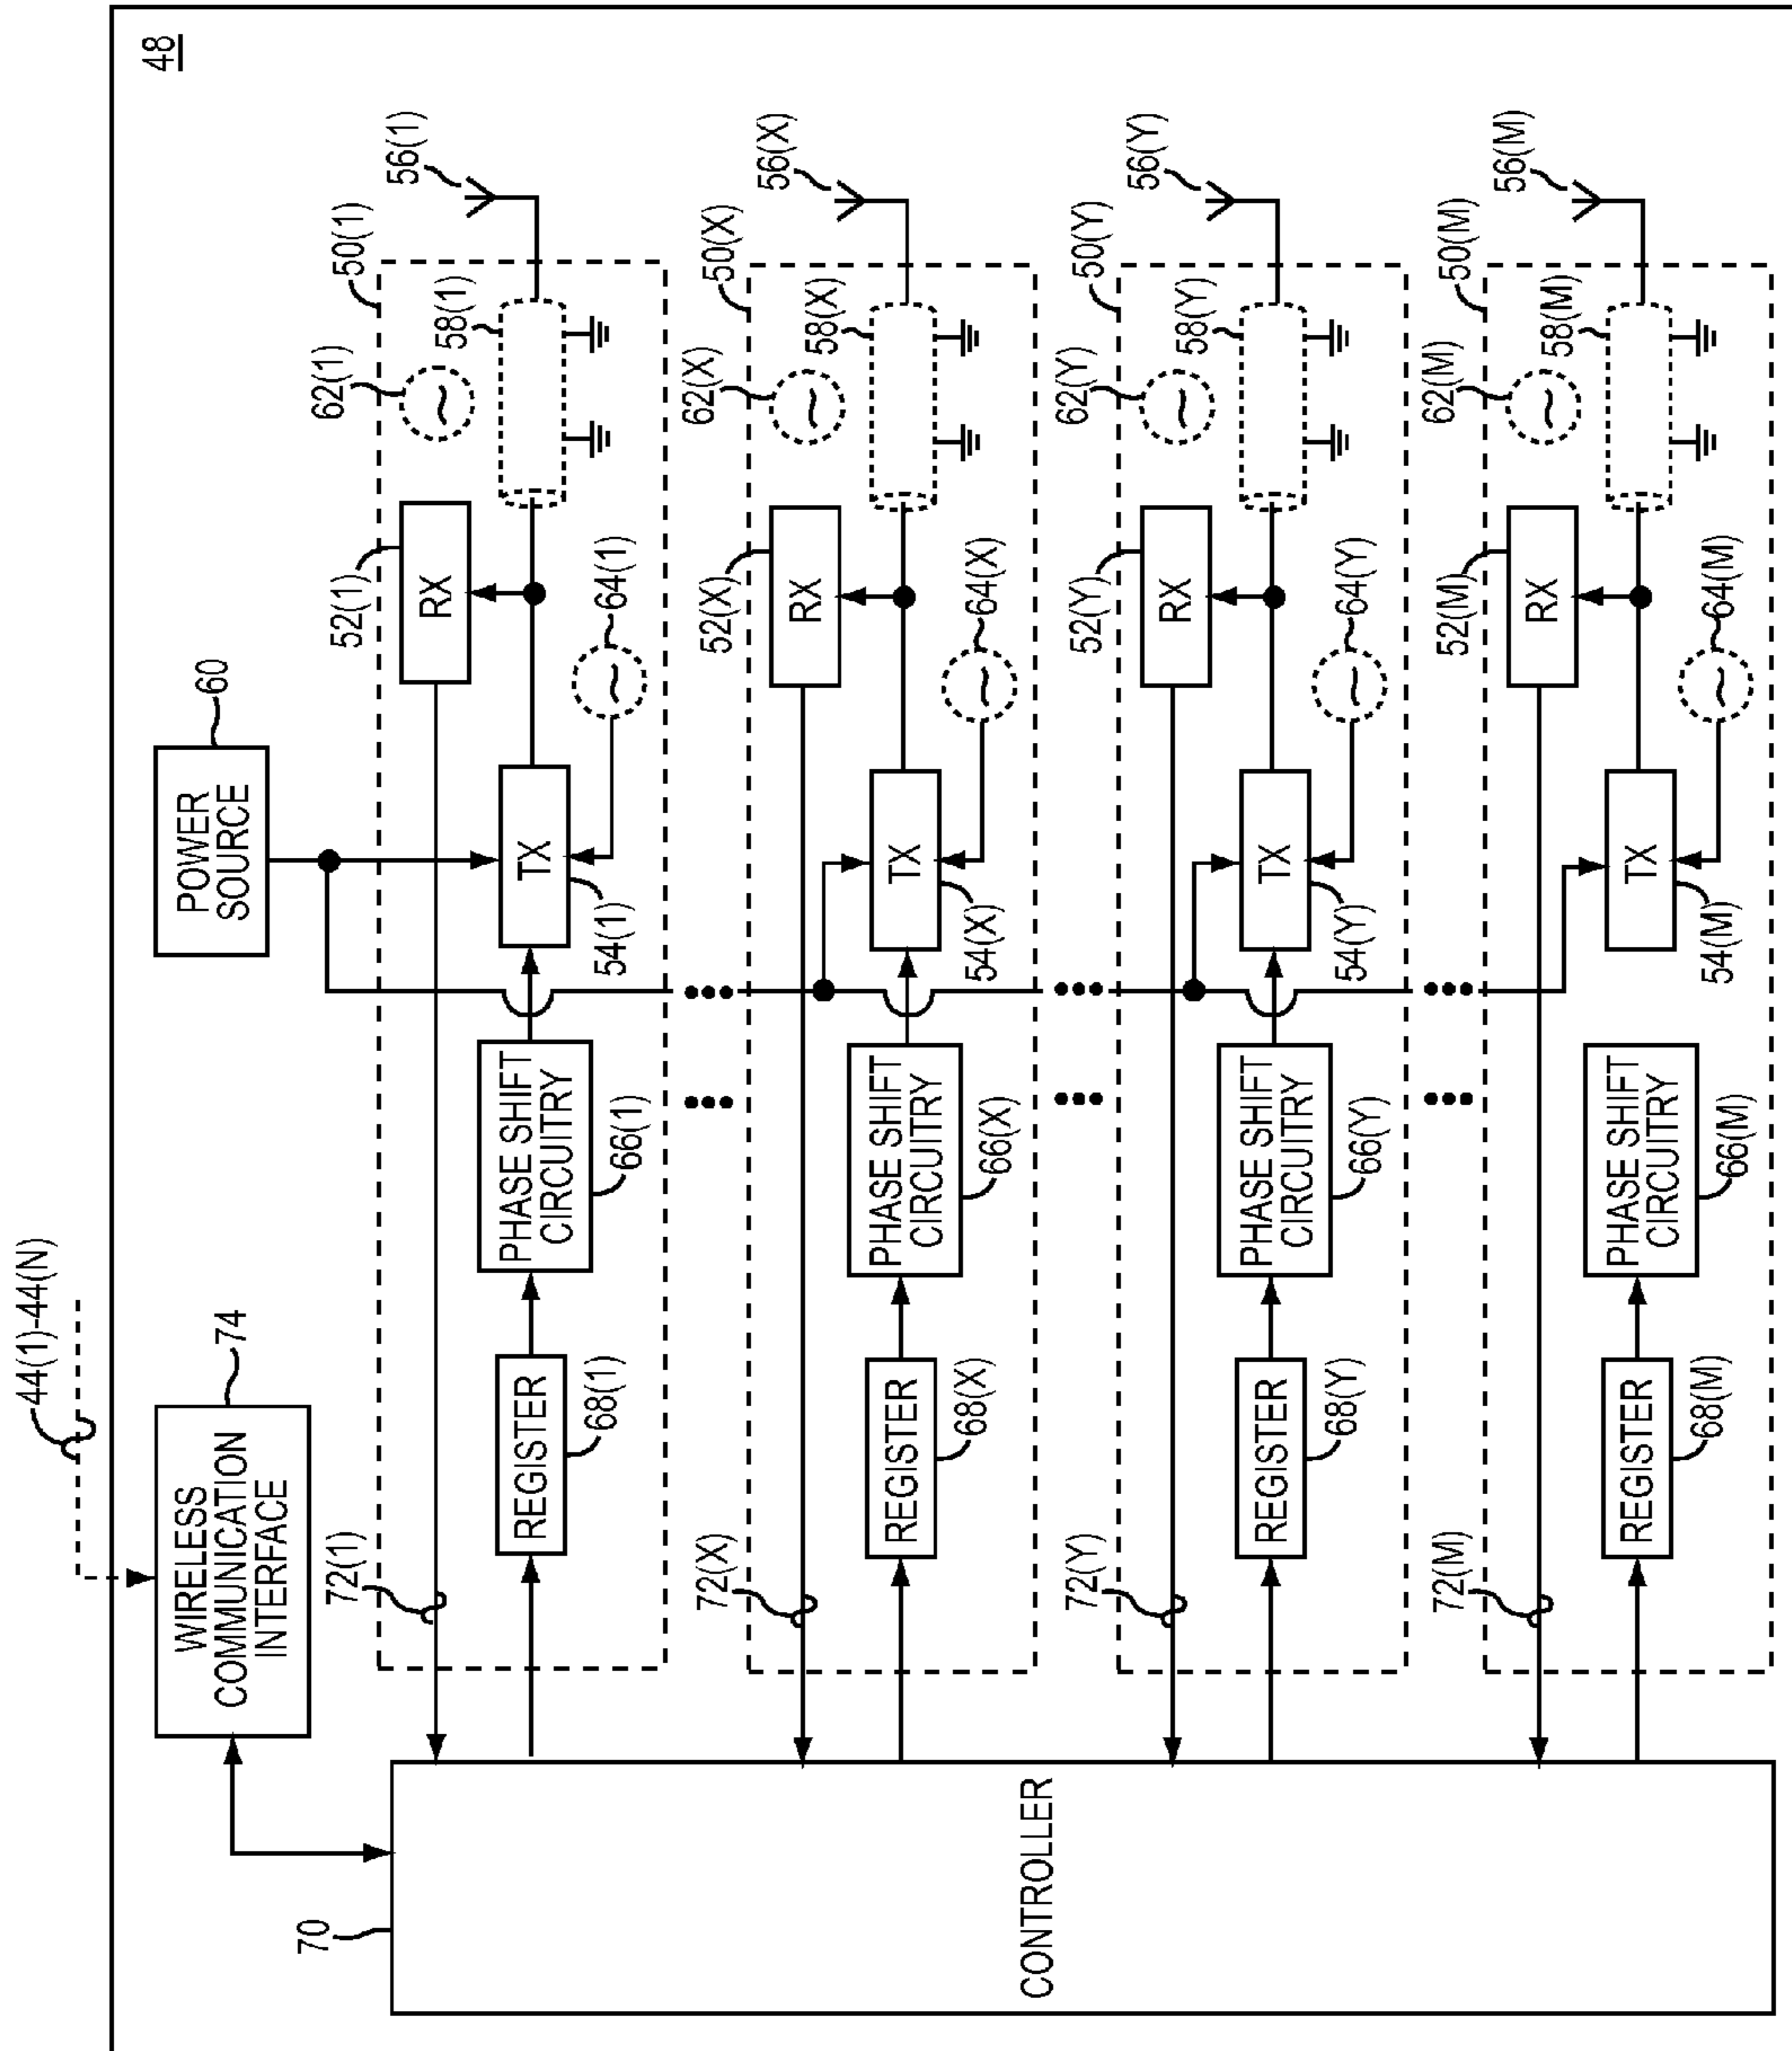 48
44(1)-44(N)
WIRELESS
COMMUNICATION
INTERFACE
74
POWER
SOURCE
60
70
CONTROLLER
72(1)
REGISTER
68(1)
PHASE SHIFT
CIRCUITRY
66(1)
TX
54(1)
RX
52(1)
64(1)
62(1)
58(1)
50(1)
56(1)
72(X)
REGISTER
68(X)
PHASE SHIFT
CIRCUITRY
66(X)
TX
54(X)
RX
52(X)
64(X)
62(X)
58(X)
50(X)
56(X)
72(Y)
REGISTER
68(Y)
PHASE SHIFT
CIRCUITRY
66(Y)
TX
54(Y)
RX
52(Y)
64(Y)
62(Y)
58(Y)
50(Y)
56(Y)
72(M)
REGISTER
68(M)
PHASE SHIFT
CIRCUITRY
66(M)
TX
54(M)
RX
52(M)
64(M)
62(M)
58(M)
50(M)
56(M)